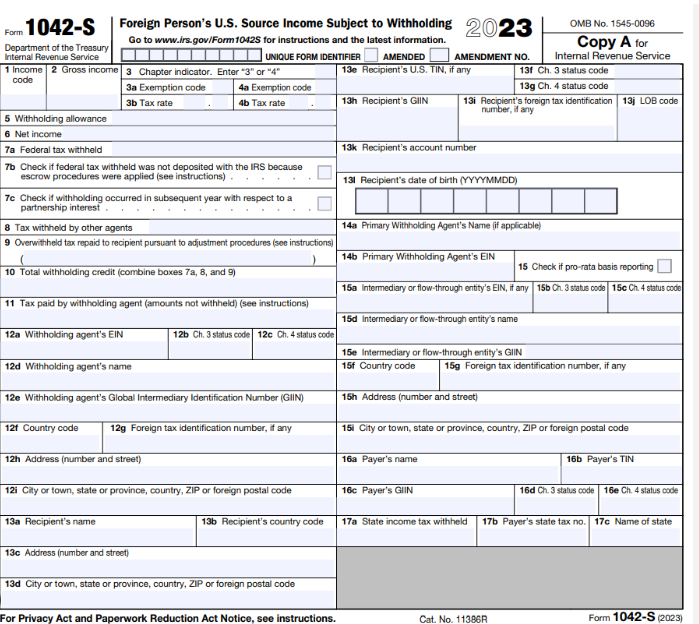 Form 1042-S
Department of the Treasury
Internal Revenue Service
Foreign Person's U.S. Source Income Subject to Withholding
Go to www.irs.gov/Form1042S for instructions and the latest information.
2023
UNIQUE FORM IDENTIFIER AMENDED AMENDMENT NO.
OMB No. 1545-0096
Copy A for
Internal Revenue Service
1 Income code
2 Gross income
3 Chapter indicator. Enter "3" or "4"
3a Exemption code
4a Exemption code
3b Tax rate .
4b Tax rate .
5 Withholding allowance
6 Net income
7a Federal tax withheld
7b Check if federal tax withheld was not deposited with the IRS because
escrow procedures were applied (see instructions) . . . . . .
7c Check if withholding occurred in subsequent year with respect to a
partnership interest . . . . . . . . . . . . . . .
8 Tax withheld by other agents
9 Overwithheld tax repaid to recipient pursuant to adjustment procedures (see instructions)
( )
10 Total withholding credit (combine boxes 7a, 8, and 9)
11 Tax paid by withholding agent (amounts not withheld) (see instructions)
12a Withholding agent's EIN
12b Ch. 3 status code
12c Ch. 4 status code
12d Withholding agent's name
12e Withholding agent's Global Intermediary Identification Number (GIIN)
12f Country code
12g Foreign tax identification number, if any
12h Address (number and street)
12i City or town, state or province, country, ZIP or foreign postal code
13a Recipient's name
13b Recipient's country code
13c Address (number and street)
13d City or town, state or province, country, ZIP or foreign postal code
13e Recipient's U.S. TIN, if any
13f Ch. 3 status code
13g Ch. 4 status code
13h Recipient's GIIN
13i Recipient's foreign tax identification
number, if any
13j LOB code
13k Recipient's account number
13l Recipient's date of birth (YYYYMMDD)
14a Primary Withholding Agent's Name (if applicable)
14b Primary Withholding Agent's EIN
15 Check if pro-rata basis reporting
15a Intermediary or flow-through entity's EIN, if any
15b Ch. 3 status code
15c Ch. 4 status code
15d Intermediary or flow-through entity's name
15e Intermediary or flow-through entity's GIIN
15f Country code
15g Foreign tax identification number, if any
15h Address (number and street)
15i City or town, state or province, country, ZIP or foreign postal code
16a Payer's name
16b Payer's TIN
16c Payer's GIIN
16d Ch. 3 status code
16e Ch. 4 status code
17a State income tax withheld
17b Payer's state tax no.
17c Name of state
For Privacy Act and Paperwork Reduction Act Notice, see instructions.
Cat. No. 11386R
Form 1042-S (2023)